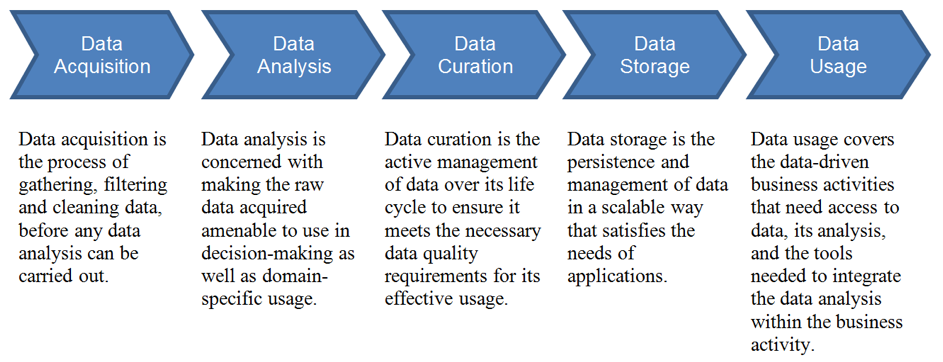 Data
Acquisition
Data
Analysis
Data
Curation
Data
Storage
Data
Usage
Data acquisition is
the process of
gathering, filtering
and cleaning data,
before any data
analysis can be
carried out.
Data analysis is
concerned with
making the raw
data acquired
amenable to use in
decision-making as
well as domain-
specific usage.
Data curation is the
active management
of data over its life
cycle to ensure it
meets the necessary
data quality
requirements for its
effective usage.
Data storage is the
persistence and
management of data
in a scalable way
that satisfies the
needs of
applications.
Data usage covers
the data-driven
business activities
that need access to
data, its analysis,
and the tools
needed to integrate
the data analysis
within the business
activity.